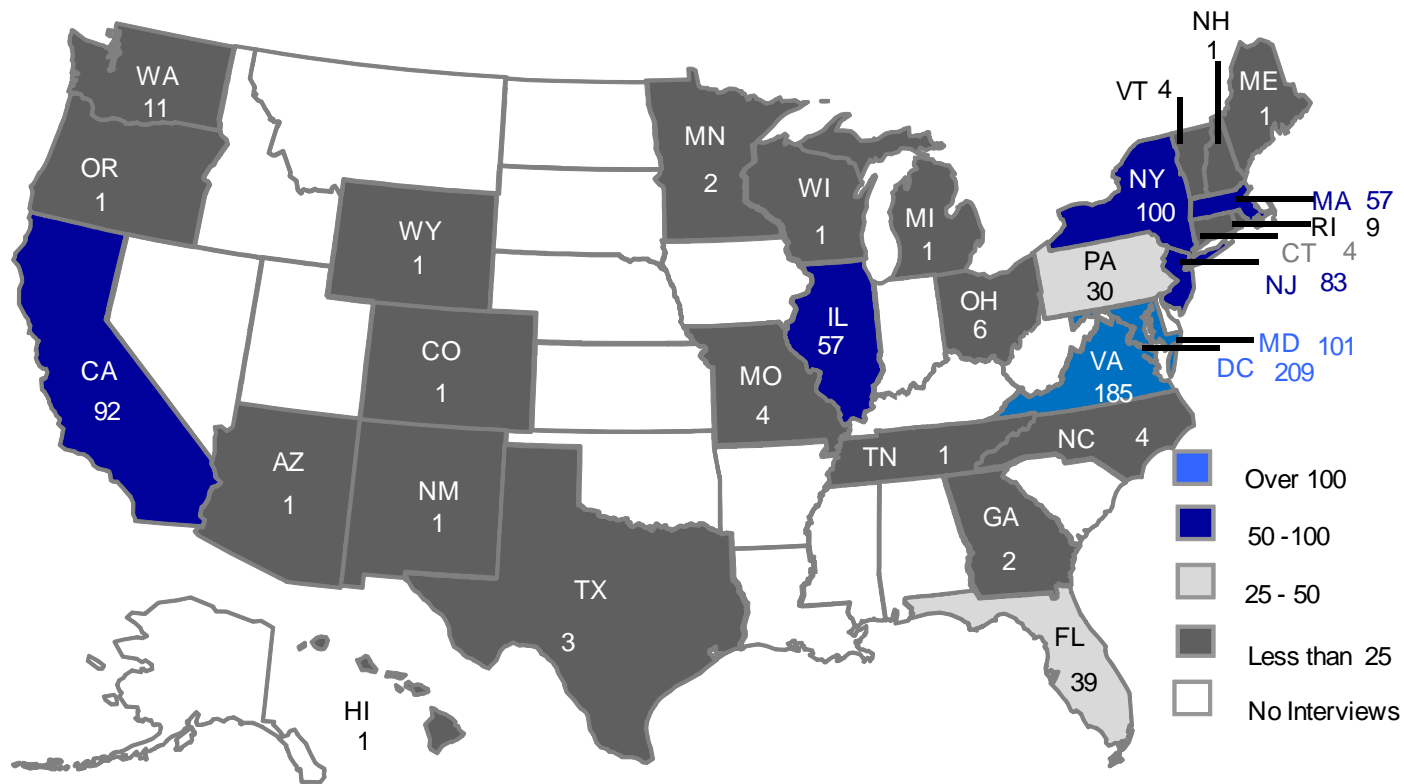 NH
1
WA
11
VT 4
ME
1
MN
2
OR
1
WI
1
NY
100
MI
1
MA 57
RI 9
CT 4
WY
1
PA
30
NJ 83
OH
6
IL
57
CO
1
MD 101
DC 209
VA
185
CA
92
MO
4
NC 4
TN 1
AZ
1
NM
1
GA
2
TX
3
FL
39
HI
1
Over 100
50 -100
25 - 50
Less than 25
No Interviews